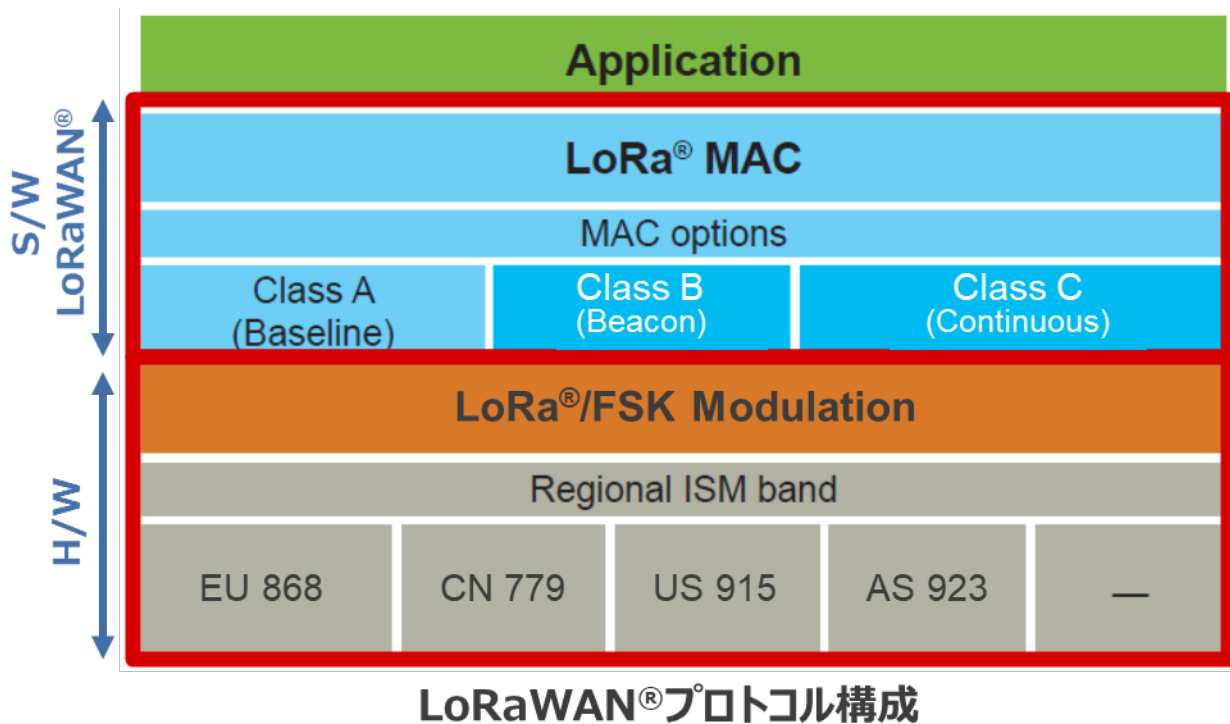 Application
S/W
LoRaWAN®
LoRa® MAC
MAC options
Class A
(Baseline)
Class B
(Beacon)
Class C
(Continuous)
H/W
LoRa®/FSK Modulation
Regional ISM band
EU 868
CN 779
US 915
AS 923
—
LoRaWAN®プロトコル構成